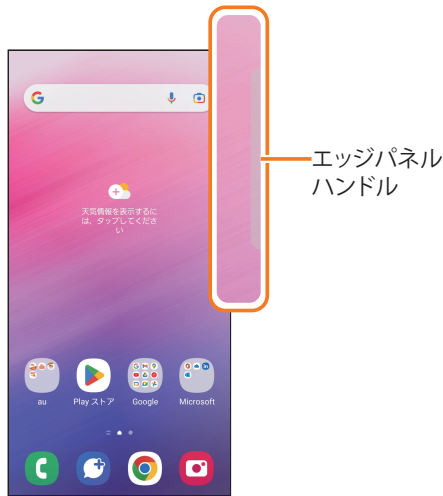 エッジパネル
ハンドル
天気情報を表示するに
は、タップしてくださ
い
au
Play ストア
Google
Microsoft